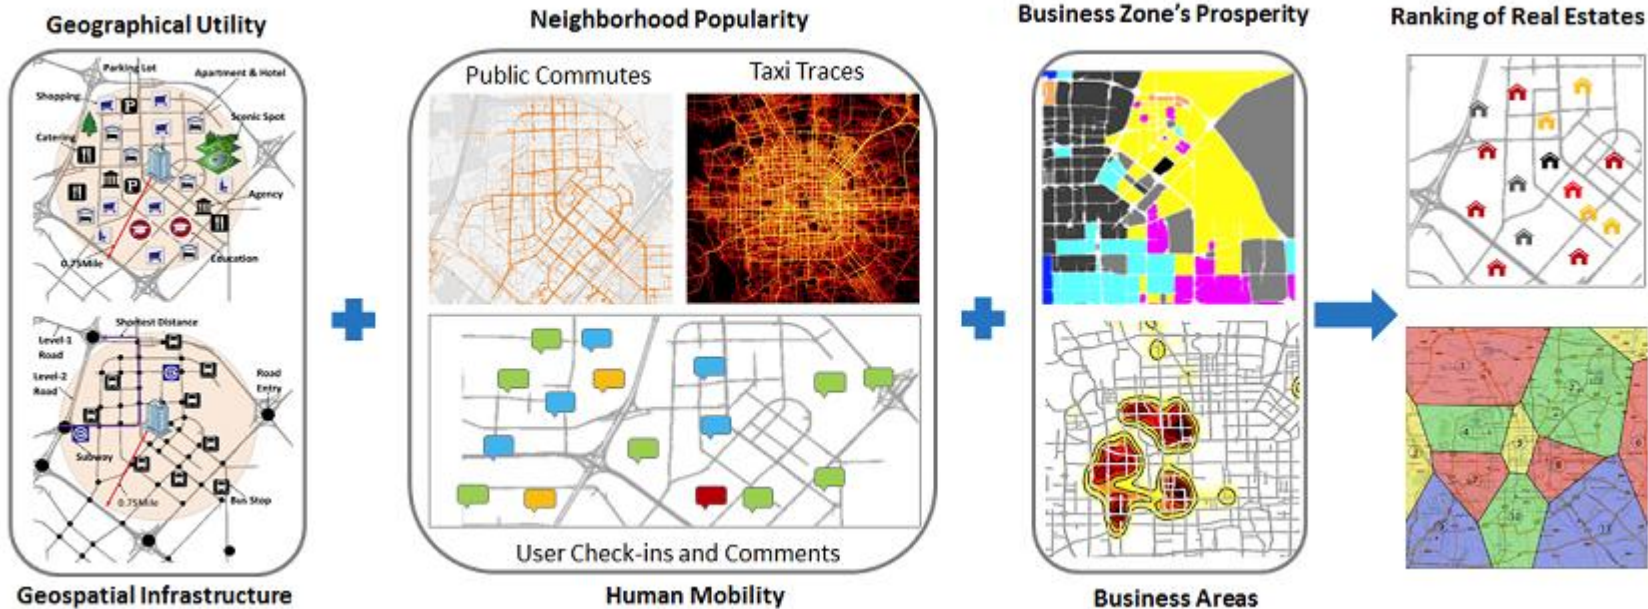 Geographical Utility
Neighborhood Popularity
Business Zone's Prosperity
Ranking of Real Estates
Parking Lot
Apartment & Hotel
Shopping
Scenic Spot
Catering
P
P
Agency
0.75Mile
Education
Public Commutes
Taxi Traces
Shortest Distance
Level-1
Road
Level-2
Road
Road
Entry
Subway
0.75Mile
Bus Stop
User Check-ins and Comments
Geospatial Infrastructure
Human Mobility
Business Areas